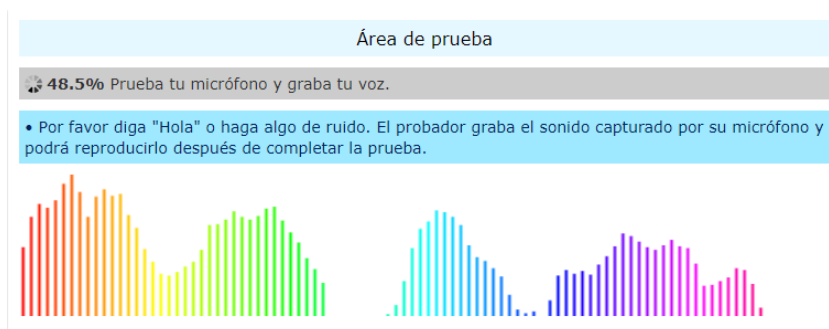 Área de prueba
48.5% Prueba tu micrófono y graba tu voz.
• Por favor diga "Hola" o haga algo de ruido. El probador graba el sonido capturado por su micrófono y
podrá reproducirlo después de completar la prueba.